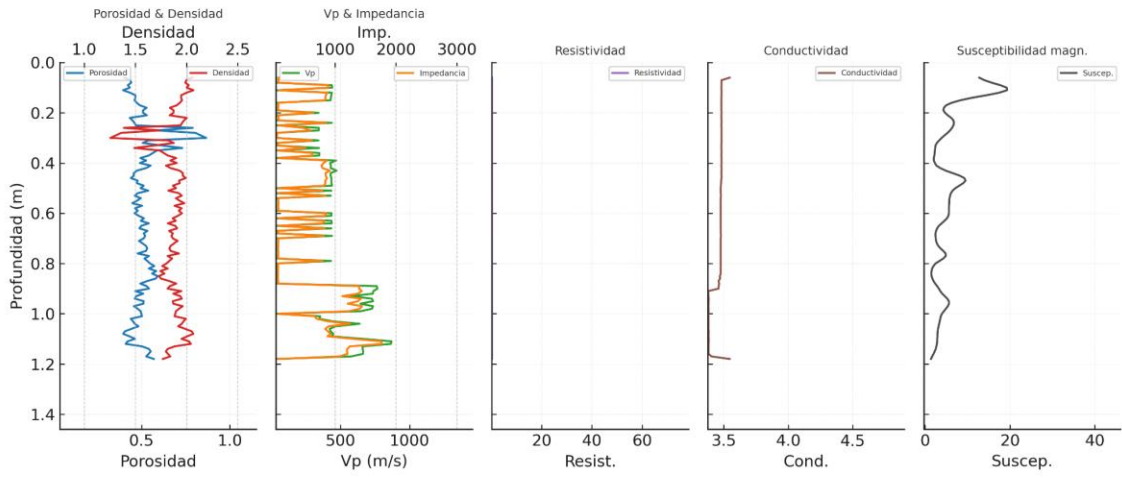 Porosidad & Densidad
Densidad
1.0 1.5 2.0 2.5
Porosidad
Densidad
0.0
0.2
0.4
0.6
0.8
1.0
1.2
1.4
Profundidad (m)
0.5 1.0
Porosidad
Vp & Impedancia
Imp.
1000 2000 3000
Vp
Impedancia
500 1000
Vp (m/s)
Resistividad
Resistividad
20 40 60
Resist.
Conductividad
Conductividad
3.5 4.0 4.5
Cond.
Susceptibilidad magn.
Suscep.
0 20 40
Suscep.